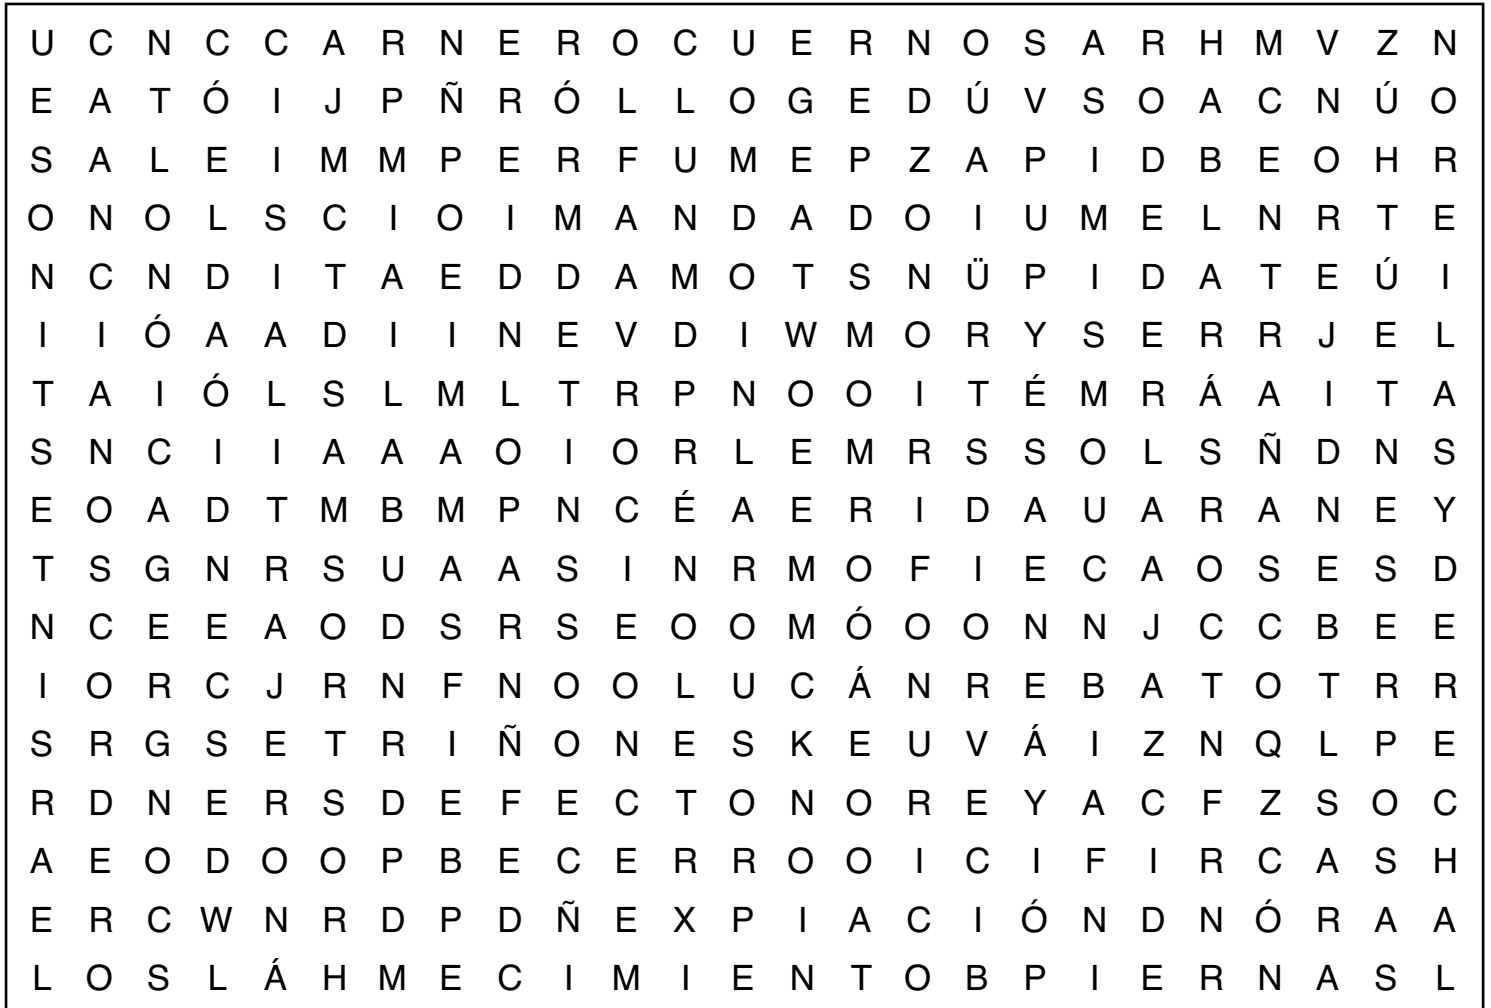 U C N C C A R N E R O C U E R N O S A R H M V Z N
E A T Ó I J P Ñ R Ó L L O G E D Ú V S O A C N Ú O
S A L E I M M P E R F U M E P Z A P I D B E O H R
O N O L S C I O I M A N D A D O I U M E L N R T E
N C N D I T A E D D A M O T S N Ü P I D A T E Ú I
I I Ó A A D I I N E V D I W M O R Y S E R R J E L
T A I Ó L S L M L T R P N O O I T É M R Á A I T A
S N C I I A A A O I O R L E M R S S O L S Ñ D N S
E O A D T M B M P N C É A E R I D A U A R A N E Y
T S G N R S U A A S I N R M O F I E C A O S E S D
N C E E A O D S R S E O O M Ó O O N N J C C B E E
I O R C J R N F N O O L U C Á N R E B A T O T R R
S R G S E T R I Ñ O N E S K E U V Á I Z N Q L P E
R D N E R S D E F E C T O N O R E Y A C F Z S O C
A E O D O O P B E C E R R O O I C I F I R C A S H
E R C W N R D P D Ñ E X P I A C I Ó N D N Ó R A A
L O S L Á H M E C I M I E N T O B P I E R N A S L